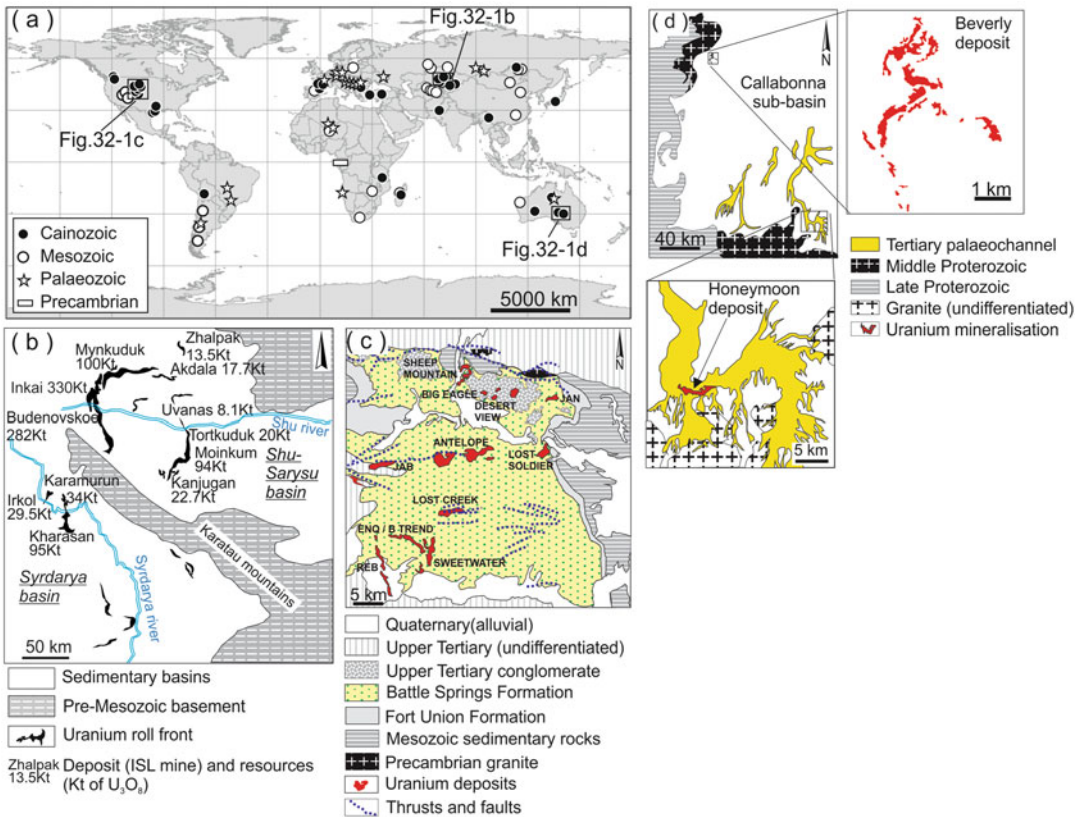 ( a )
Fig.32-1b
Fig.32-1c
Fig.32-1d
Cainozoic
Mesozoic
Palaeozoic
Precambrian
5000 km
( b )
Zhalpak
13.5Kt
Mynkuduk
100Kt
Akdala 17.7Kt
Inkai 330Kt
Uvanas 8.1Kt
Budenovskoe
282Kt
Shu river
Tortkuduk 20Kt
Moinkum
94Kt
Shu-
Sarysu
basin
Kanjugan
22.7Kt
Karamurun
34Kt
Irkol
29.5Kt
Kharasan
95Kt
Karatau mountains
Syrdarya
basin
Syrdarya river
50 km
Sedimentary basins
Pre-Mesozoic basement
Uranium roll front
Zhalpak
13.5Kt
Deposit (ISL mine) and resources
(Kt of U₃O₈)
( c )
N
SHEEP
MOUNTAIN
BIG EAGLE
DESERT
VIEW
JAN
ANTELOPE
LOST
SOLDIER
JAB
LOST CREEK
ENQ / B TREND
REB
SWEETWATER
5 km
Quaternary(alluvial)
Upper Tertiary (undifferentiated)
Upper Tertiary conglomerate
Battle Springs Formation
Fort Union Formation
Mesozoic sedimentary rocks
Precambrian granite
Uranium deposits
Thrusts and faults
( d )
N
Callabonna
sub-basin
40 km
Beverly
deposit
1 km
Honeymoon
deposit
5 km
Tertiary palaeochannel
Middle Proterozoic
Late Proterozoic
Granite (undifferentiated)
Uranium mineralisation